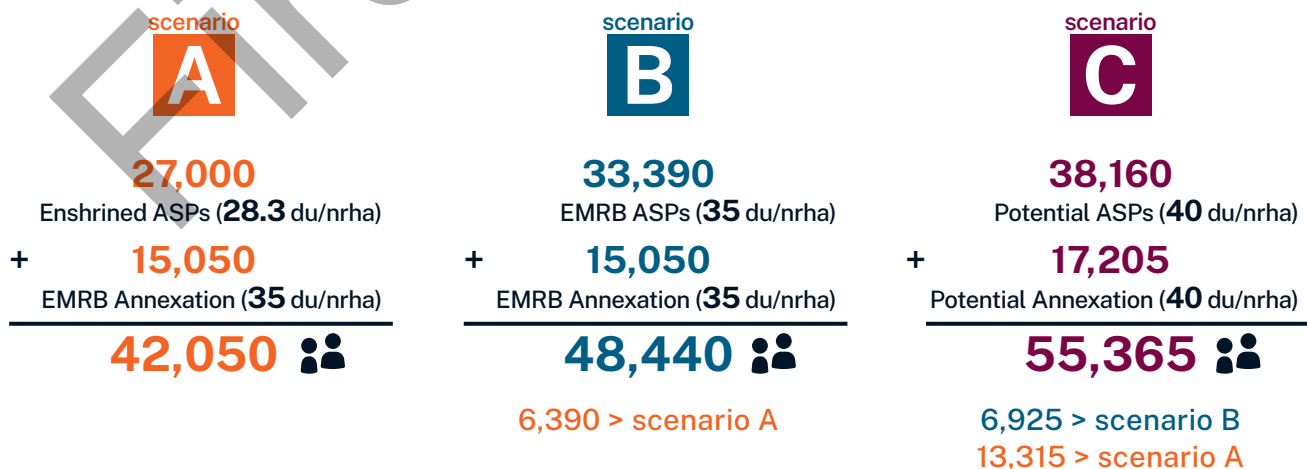 scenario
A
27,000
Enshrined ASPs (28.3 du/nrha)
+
15,050
EMRB Annexation (35 du/nrha)
42,050
scenario
B
33,390
EMRB ASPs (35 du/nrha)
+
15,050
EMRB Annexation (35 du/nrha)
48,440
6,390 > scenario A
scenario
C
38,160
Potential ASPs (40 du/nrha)
+
17,205
Potential Annexation (40 du/nrha)
55,365
6,925 > scenario B
13,315 > scenario A